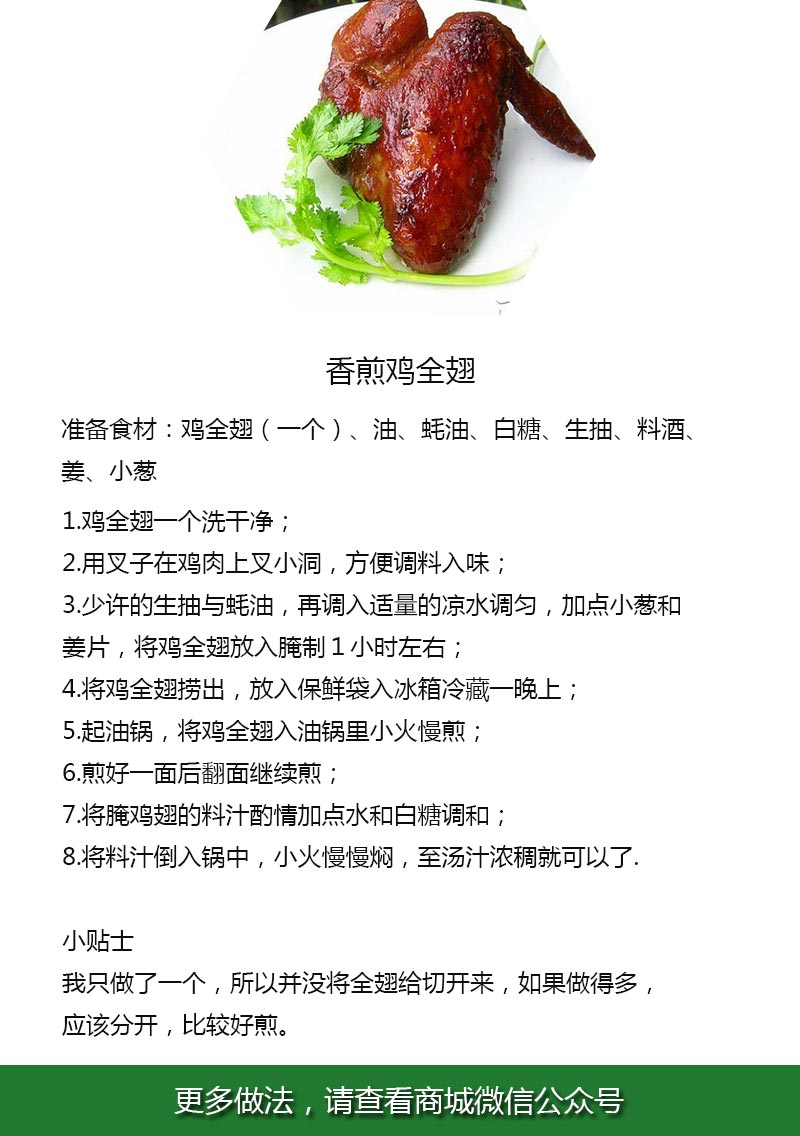 香煎鸡全翅
准备食材：鸡全翅（一个）、油、蚝油、白糖、生抽、料酒、
姜、小葱
1.鸡全翅一个洗干净；
2.用叉子在鸡肉上叉小洞，方便调料入味；
3.少许的生抽与蚝油，再调入适量的凉水调匀，加点小葱和
姜片，将鸡全翅放入腌制1小时左右；
4.将鸡全翅捞出，放入保鲜袋入冰箱冷藏一晚上；
5.起油锅，将鸡全翅入油锅里小火慢煎；
6.煎好一面后翻面继续煎；
7.将腌鸡翅的料汁酌情加点水和白糖调和；
8.将料汁倒入锅中，小火慢慢焖，至汤汁浓稠就可以了.
小贴士
我只做了一个，所以并没将全翅给切开来，如果做得多，
应该分开，比较好煎。
更多做法，请查看商城微信公众号